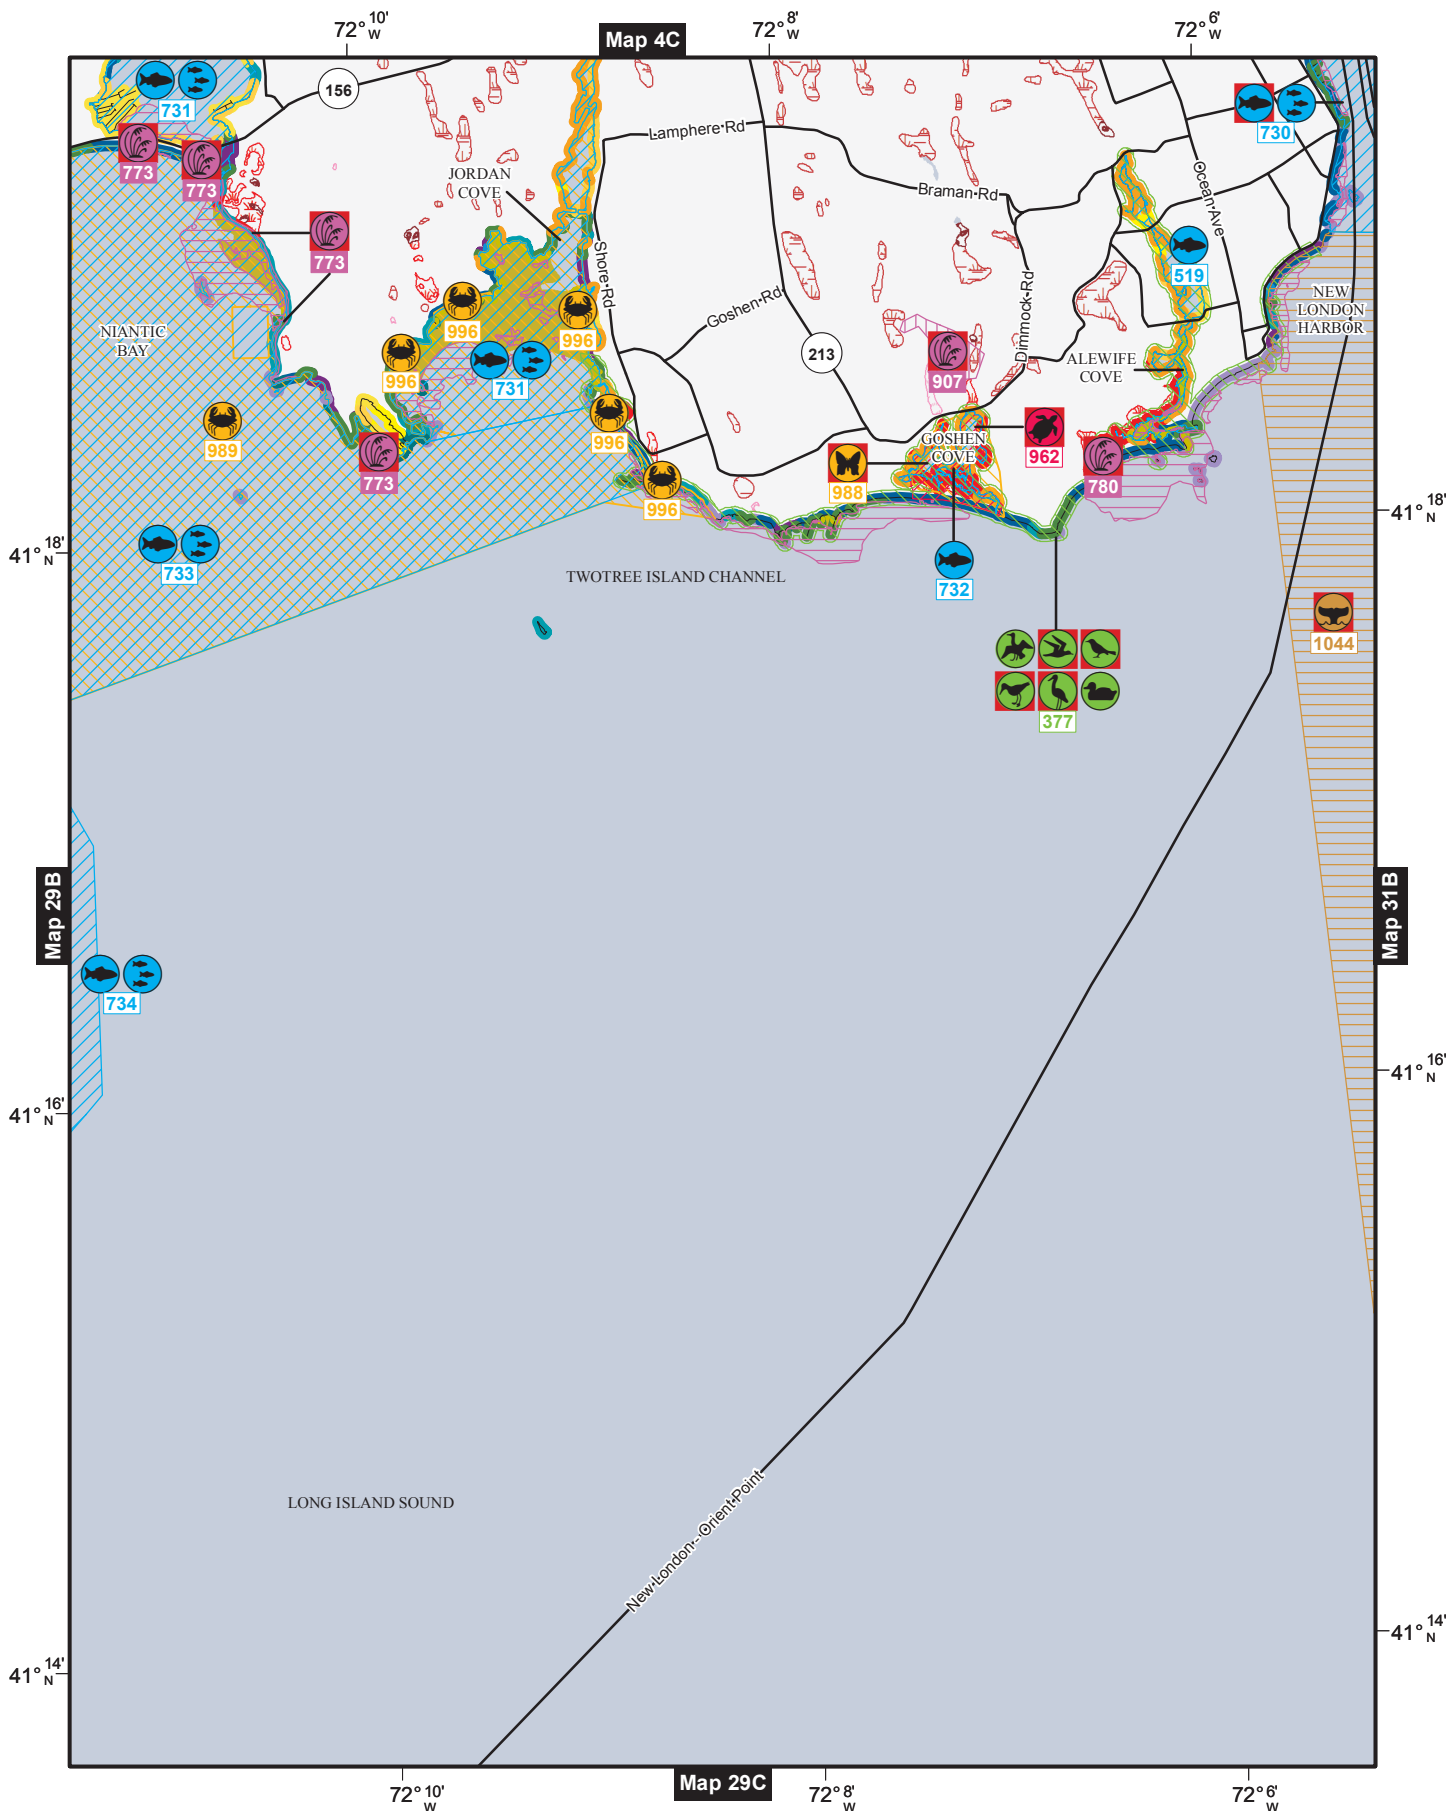 72° 10' W
Map 4C
72° 8' W
72° 6' W
156
731
730
Lamphere Rd
773
773
JORDAN
COVE
Braman Rd
Ocean Ave
773
519
Shore Rd
NEW
LONDON
HARBOR
NIANTIC
BAY
996
996
Goshen Rd
Dimmock Rd
213
ALEWIFE
COVE
996
731
907
989
996
GOSHEN
COVE
962
773
988
780
996
41° 18' N
41° 18' N
733
TWOTREE ISLAND CHANNEL
732
1044
377
Map 29B
Map 31B
734
41° 16' N
41° 16' N
New London - Orient Point
LONG ISLAND SOUND
41° 14' N
41° 14' N
72° 10' W
Map 29C
72° 8' W
72° 6' W